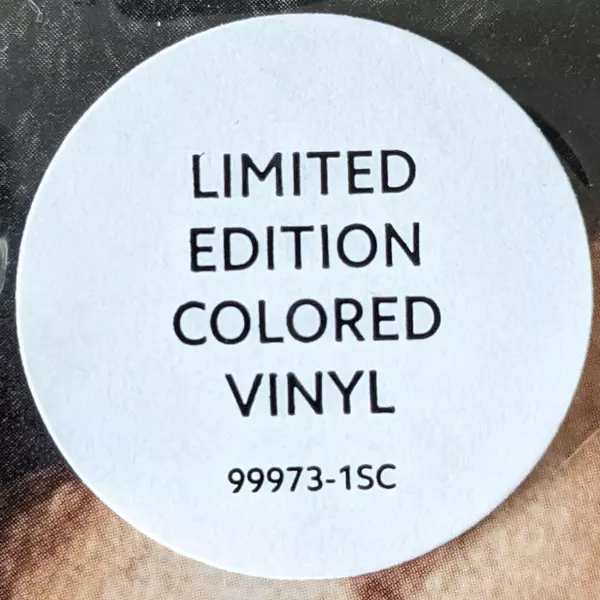 LIMITED
EDITION
COLORED
VINYL
99973-1SC